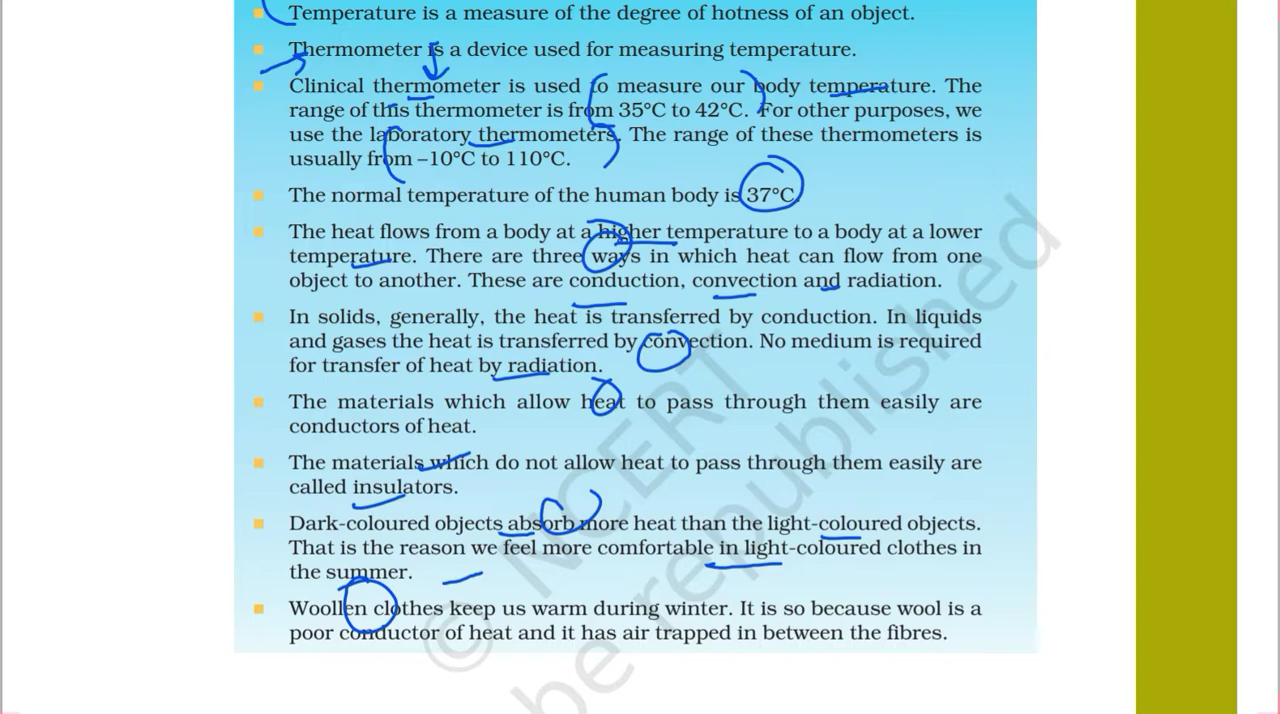 Temperature is a measure of the degree of hotness of an object.
Thermometer is a device used for measuring temperature.
Clinical thermometer is used to measure our body temperature. The
range of this thermometer is from 35°C to 42°C. For other purposes, we
use the laboratory thermometers. The range of these thermometers is
usually from –10°C to 110°C.
The normal temperature of the human body is 37°C.
The heat flows from a body at a higher temperature to a body at a lower
temperature. There are three ways in which heat can flow from one
object to another. These are conduction, convection and radiation.
In solids, generally, the heat is transferred by conduction. In liquids
and gases the heat is transferred by convection. No medium is required
for transfer of heat by radiation.
The materials which allow heat to pass through them easily are
conductors of heat.
The materials which do not allow heat to pass through them easily are
called insulators.
Dark-coloured objects absorb more heat than the light-coloured objects.
That is the reason we feel more comfortable in light-coloured clothes in
the summer.
Woollen clothes keep us warm during winter. It is so because wool is a
poor conductor of heat and it has air trapped in between the fibres.
© NCERT
be republished